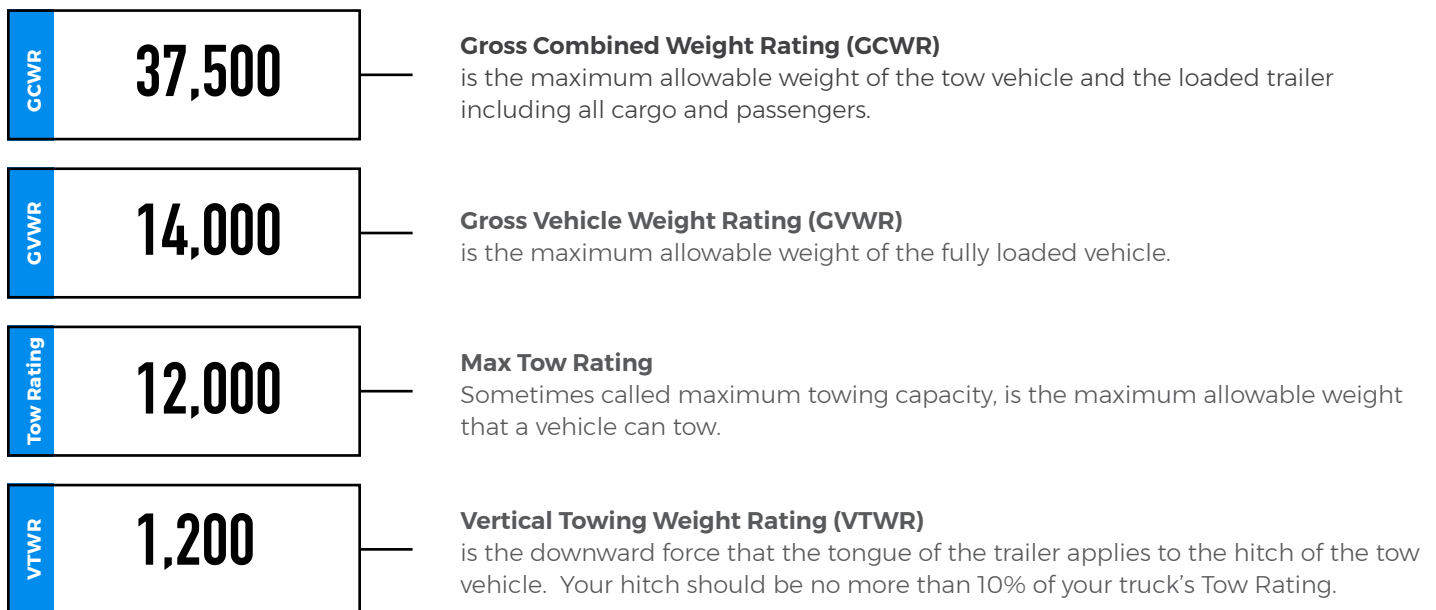 GCWR
37,500
Gross Combined Weight Rating (GCWR)
is the maximum allowable weight of the tow vehicle and the loaded trailer
including all cargo and passengers.
GVWR
14,000
Gross Vehicle Weight Rating (GVWR)
is the maximum allowable weight of the fully loaded vehicle.
Tow Rating
12,000
Max Tow Rating
Sometimes called maximum towing capacity, is the maximum allowable weight
that a vehicle can tow.
VTWR
1,200
Vertical Towing Weight Rating (VTWR)
is the downward force that the tongue of the trailer applies to the hitch of the tow
vehicle.  Your hitch should be no more than 10% of your truck's Tow Rating.